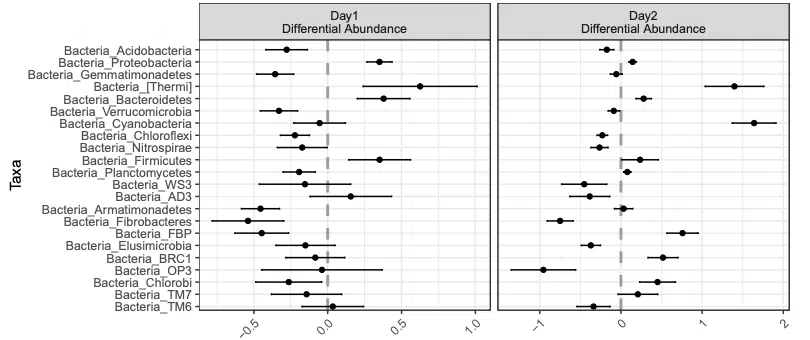 Day1
Differential Abundance
Day2
Differential Abundance
Taxa
Bacteria_Acidobacteria
Bacteria_Proteobacteria
Bacteria_Gemmatimonadetes
Bacteria_[Thermi]
Bacteria_Bacteroidetes
Bacteria_Verrucomicrobia
Bacteria_Cyanobacteria
Bacteria_Chloroflexi
Bacteria_Nitrospirae
Bacteria_Firmicutes
Bacteria_Planctomycetes
Bacteria_WS3
Bacteria_AD3
Bacteria_Armatimonadetes
Bacteria_Fibrobacteres
Bacteria_FBP
Bacteria_Elusimicrobia
Bacteria_BRC1
Bacteria_OP3
Bacteria_Chlorobi
Bacteria_TM7
Bacteria_TM6
−0.5 0.0 0.5 1.0
−1 0 1 2